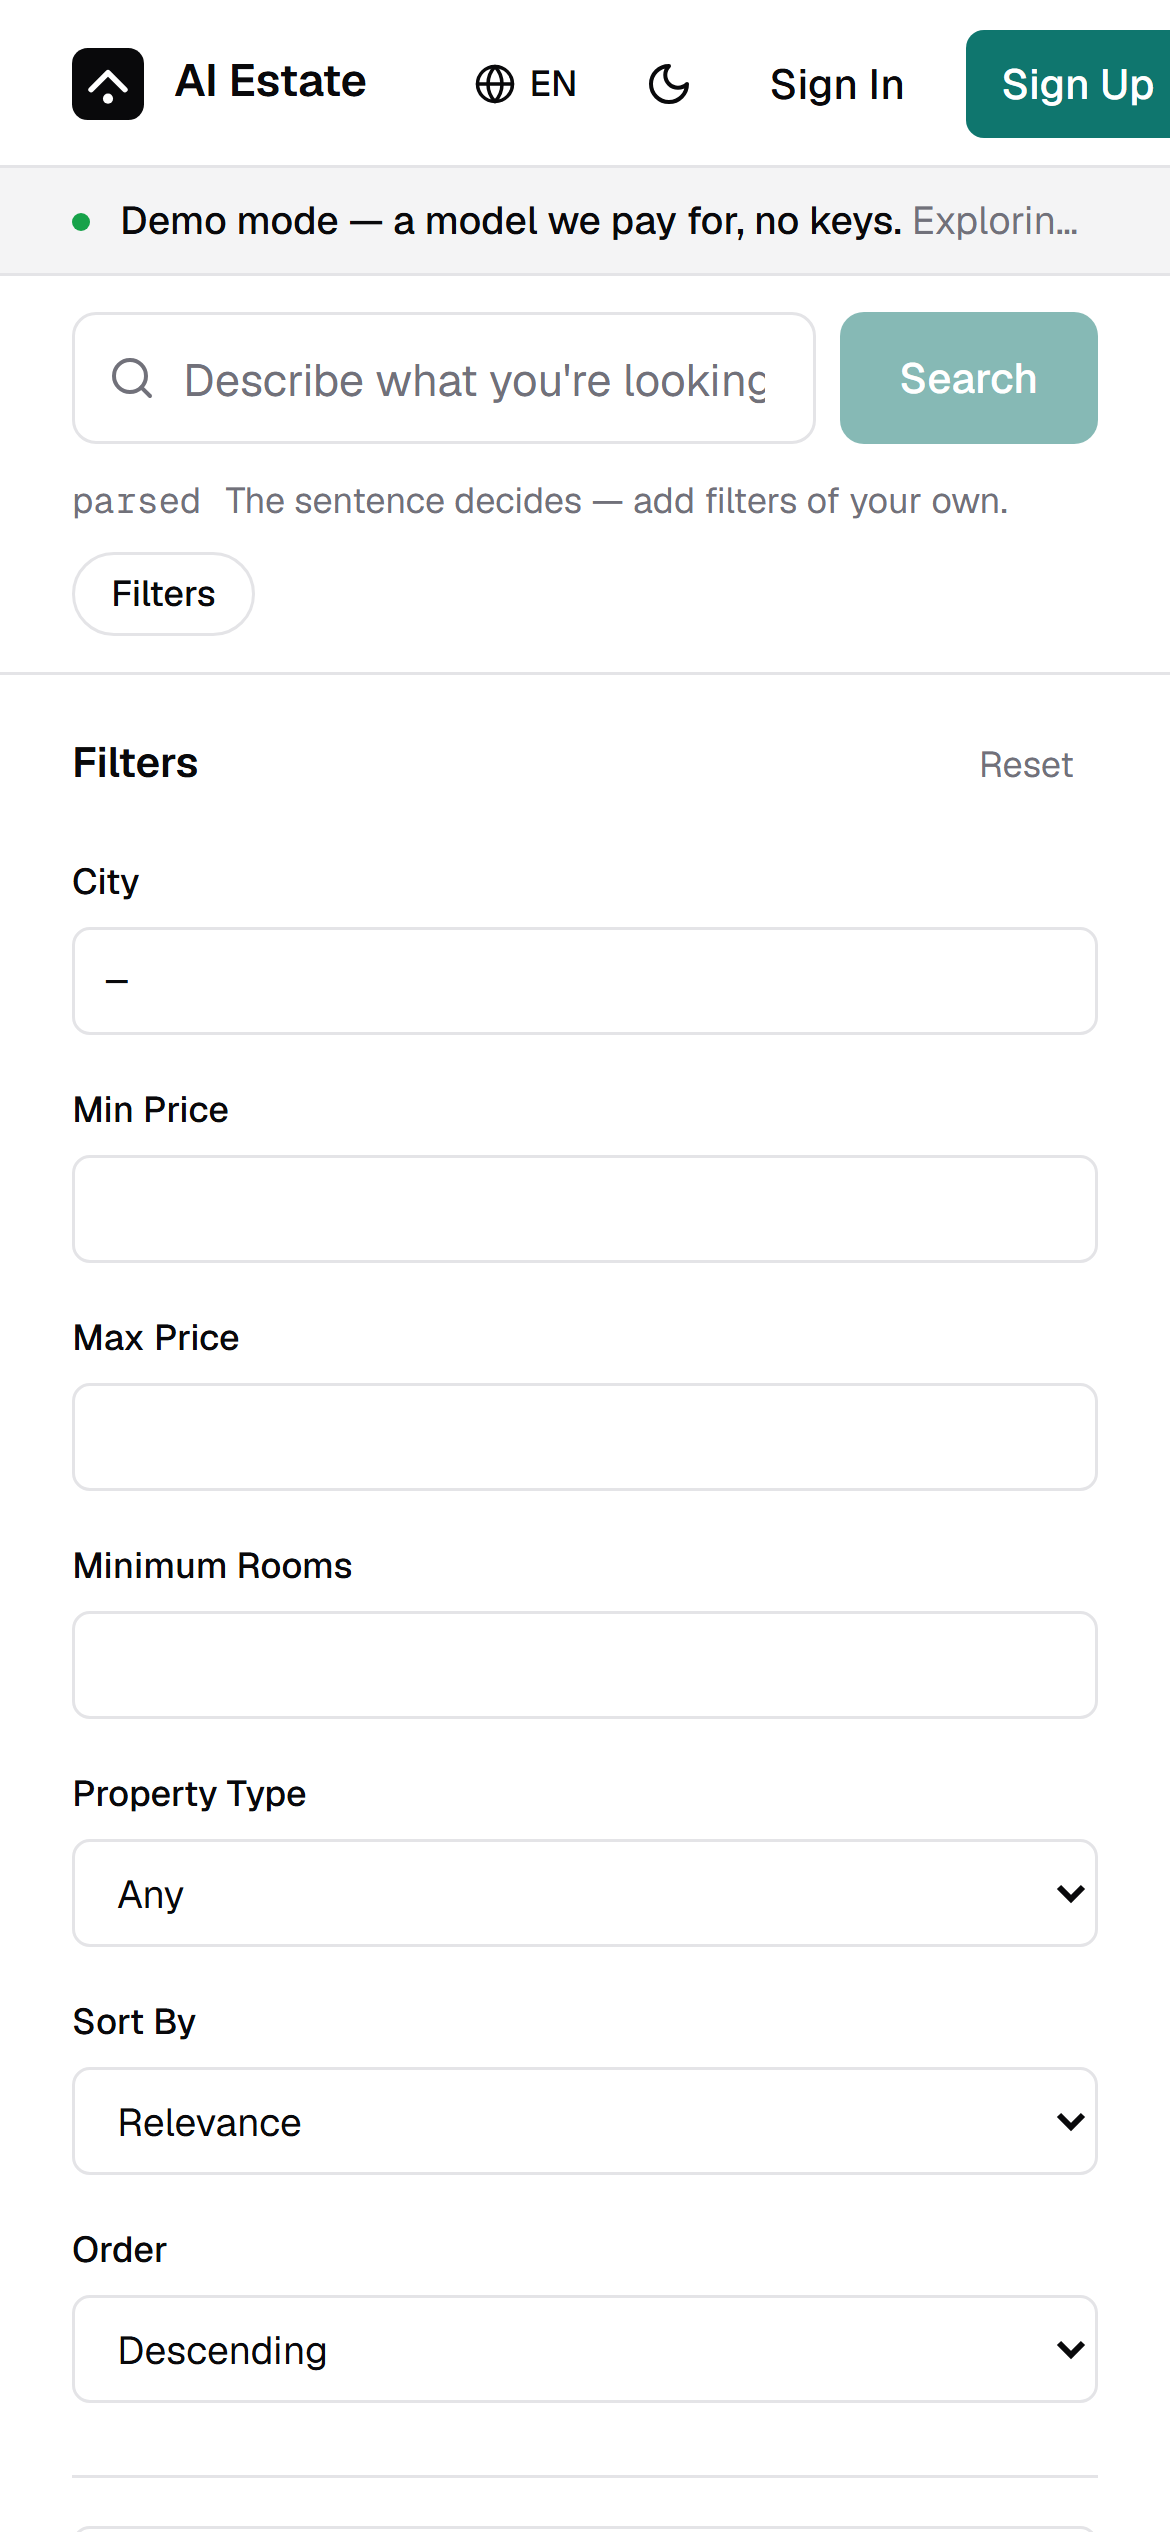 AI Estate EN Sign In Sign Up
Demo mode — a model we pay for, no keys. Explorin...
Describe what you're looking Search
parsed The sentence decides — add filters of your own.
Filters
Filters Reset
City
—
Min Price
Max Price
Minimum Rooms
Property Type
Any
Sort By
Relevance
Order
Descending